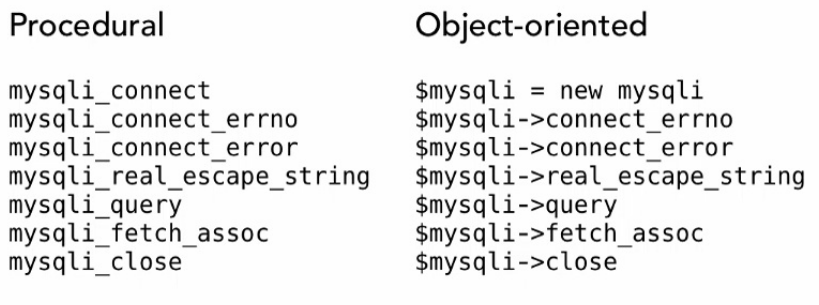 Procedural Object-oriented
mysqli_connect $mysqli = new mysqli
mysqli_connect_errno $mysqli->connect_errno
mysqli_connect_error $mysqli->connect_error
mysqli_real_escape_string $mysqli->real_escape_string
mysqli_query $mysqli->query
mysqli_fetch_assoc $mysqli->fetch_assoc
mysqli_close $mysqli->close